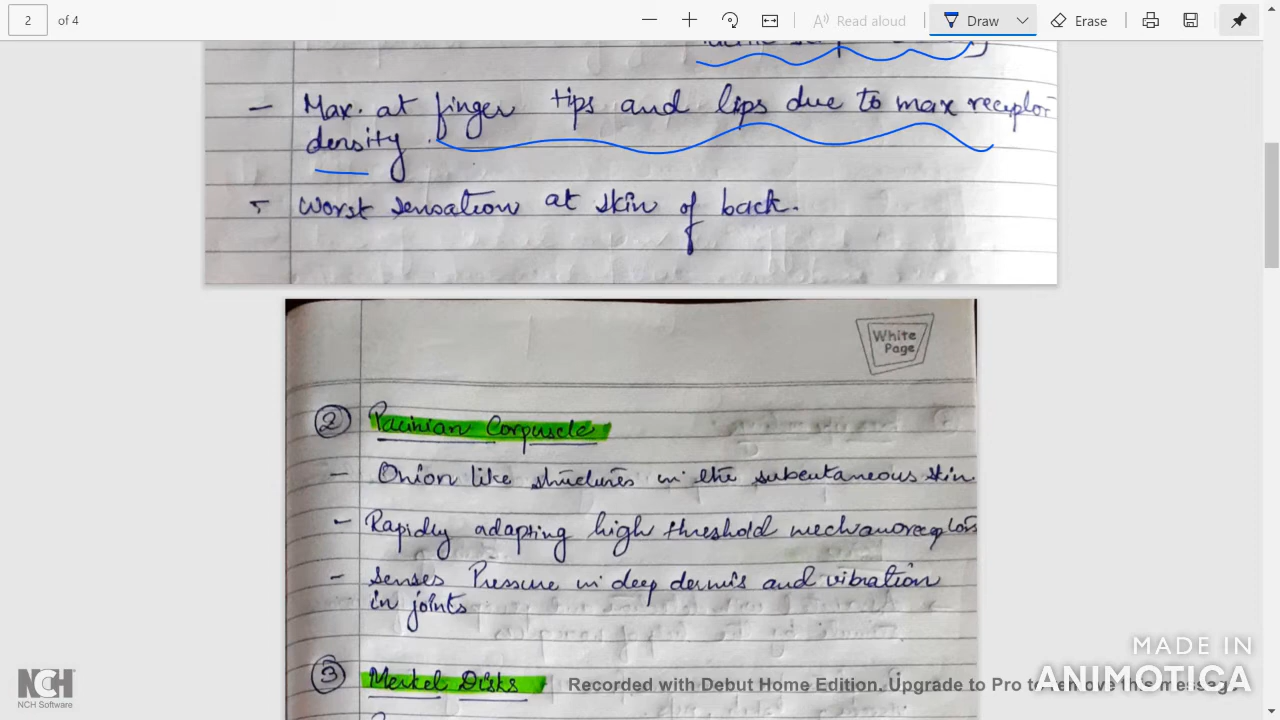 2 of 4 Read aloud Draw Erase
- Max. at finger tips and lips due to max receptor
density.
- Worst sensation at skin of back.
White
Page
② Pacinian Corpuscle
- Onion like structures in the subcutaneous skin.
- Rapidly adapting high threshold mechanoreceptors
- Senses Pressure in deep dermis and vibration
in joints
③ Merkel Disks
MADE IN
ANIMOTICA
NCH
NCH Software
Recorded with Debut Home Edition. Upgrade to Pro to remove this message